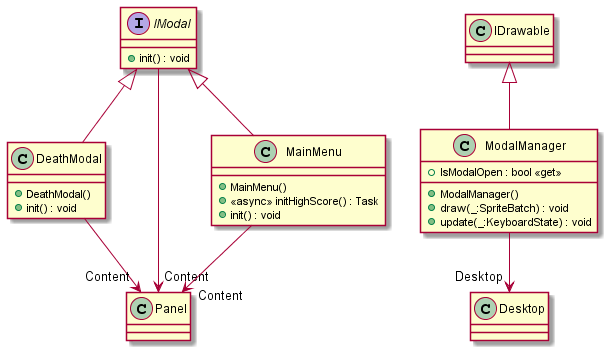 I IModal
init() : void
C IDrawable
C DeathModal
DeathModal()
init() : void
C MainMenu
MainMenu()
«async» initHighScore() : Task
init() : void
C ModalManager
IsModalOpen : bool «get»
ModalManager()
draw(_:SpriteBatch) : void
update(_:KeyboardState) : void
Content
Content
Content
Desktop
C Panel
C Desktop